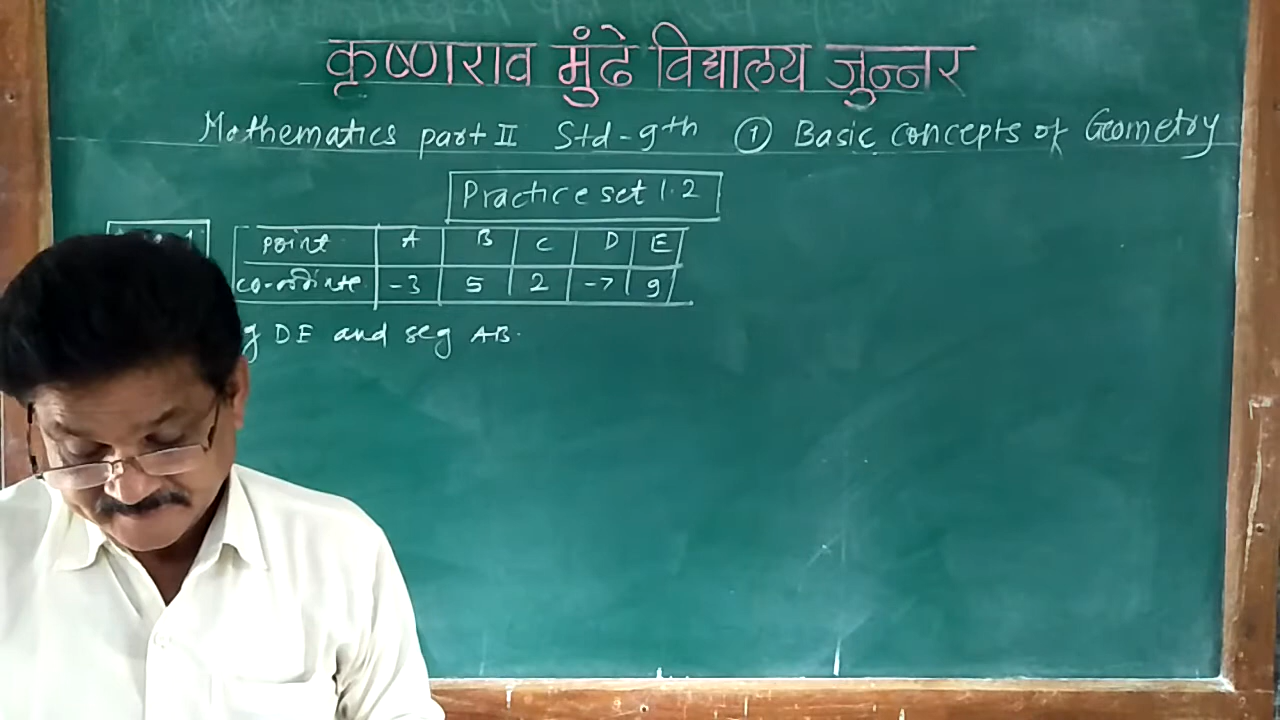 कृष्णराव मुंढे विद्यालय जुन्नर
Mathematics part II Std - 9th ① Basic concepts of Geometry
Practice set 1.2
point A B C D E
co-ordinate -3 5 2 -7 9
DE and seg AB.